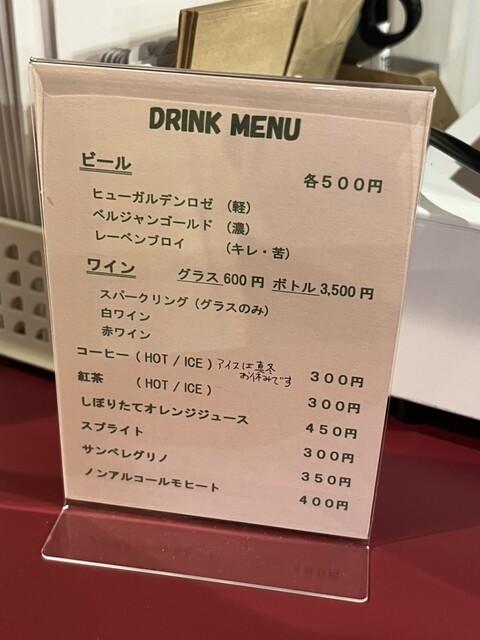 DRINK MENU
ビール
各500円
ヒューガルデンロゼ (軽)
ベルジャンゴールド (濃)
レーベンブロイ (キレ・苦)
ワイン グラス600円 ボトル3,500円
スパークリング(グラスのみ)
白ワイン
赤ワイン
コーヒー(HOT/ICE) アイスは真冬お休みです 300円
紅茶 (HOT/ICE) 300円
しぼりたてオレンジジュース 450円
スプライト 300円
サンペレグリノ 350円
ノンアルコールモヒート 400円